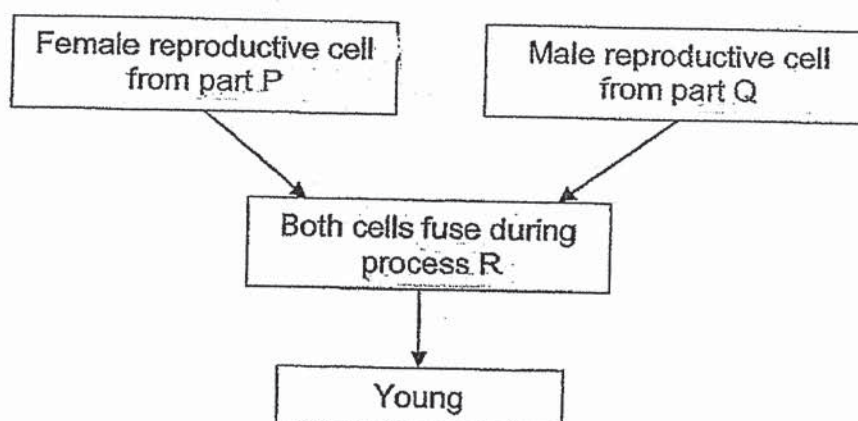 Female reproductive cell
from part P
Male reproductive cell
from part Q
Both cells fuse during
process R
Young